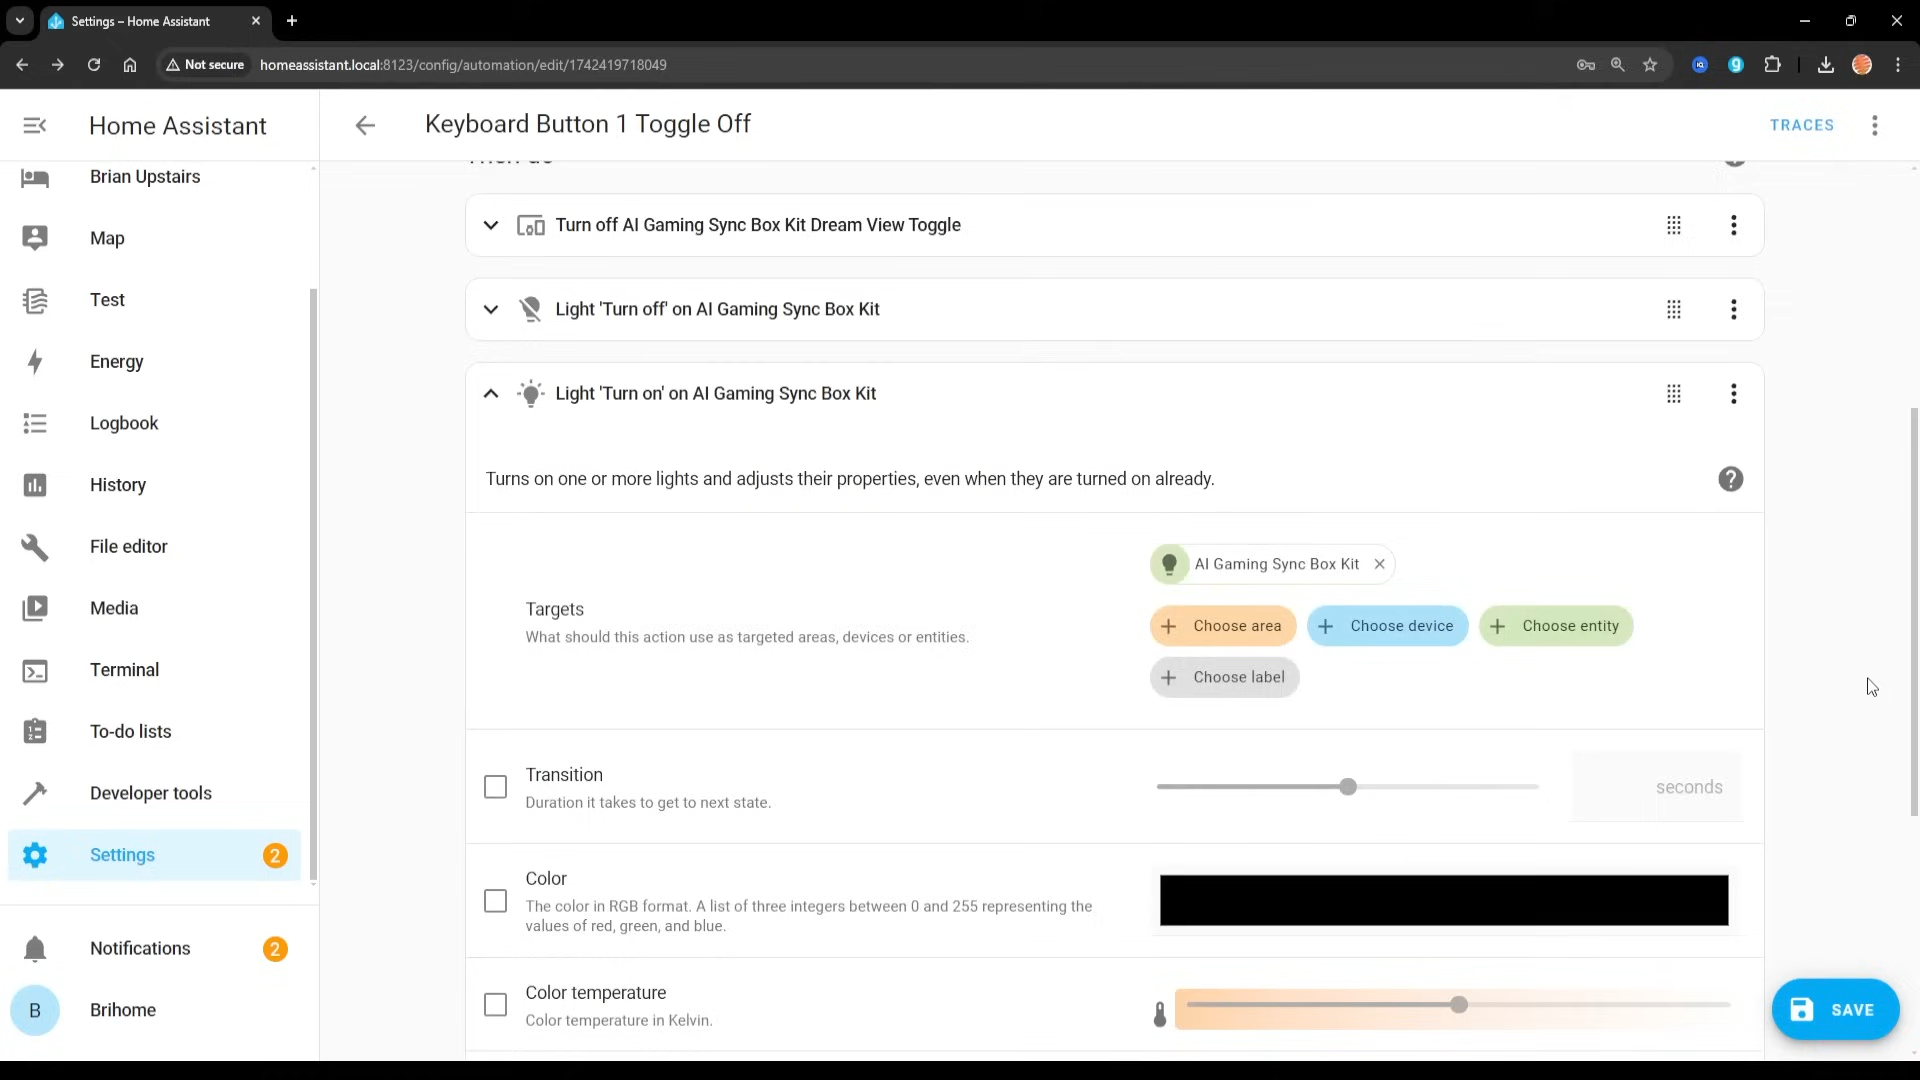 Settings – Home Assistant
Not secure
homeassistant.local:8123/config/automation/edit/1742419718049
Home Assistant
Keyboard Button 1 Toggle Off
TRACES
Brian Upstairs
Map
Test
Energy
Logbook
History
File editor
Media
Terminal
To-do lists
Developer tools
Settings
2
Notifications
2
B
Brihome
Then do
Turn off AI Gaming Sync Box Kit Dream View Toggle
Light 'Turn off' on AI Gaming Sync Box Kit
Light 'Turn on' on AI Gaming Sync Box Kit
Turns on one or more lights and adjusts their properties, even when they are turned on already.
Targets
What should this action use as targeted areas, devices or entities.
AI Gaming Sync Box Kit
Choose area
Choose device
Choose entity
Choose label
Transition
Duration it takes to get to next state.
seconds
Color
The color in RGB format. A list of three integers between 0 and 255 representing the
values of red, green, and blue.
Color temperature
Color temperature in Kelvin.
SAVE